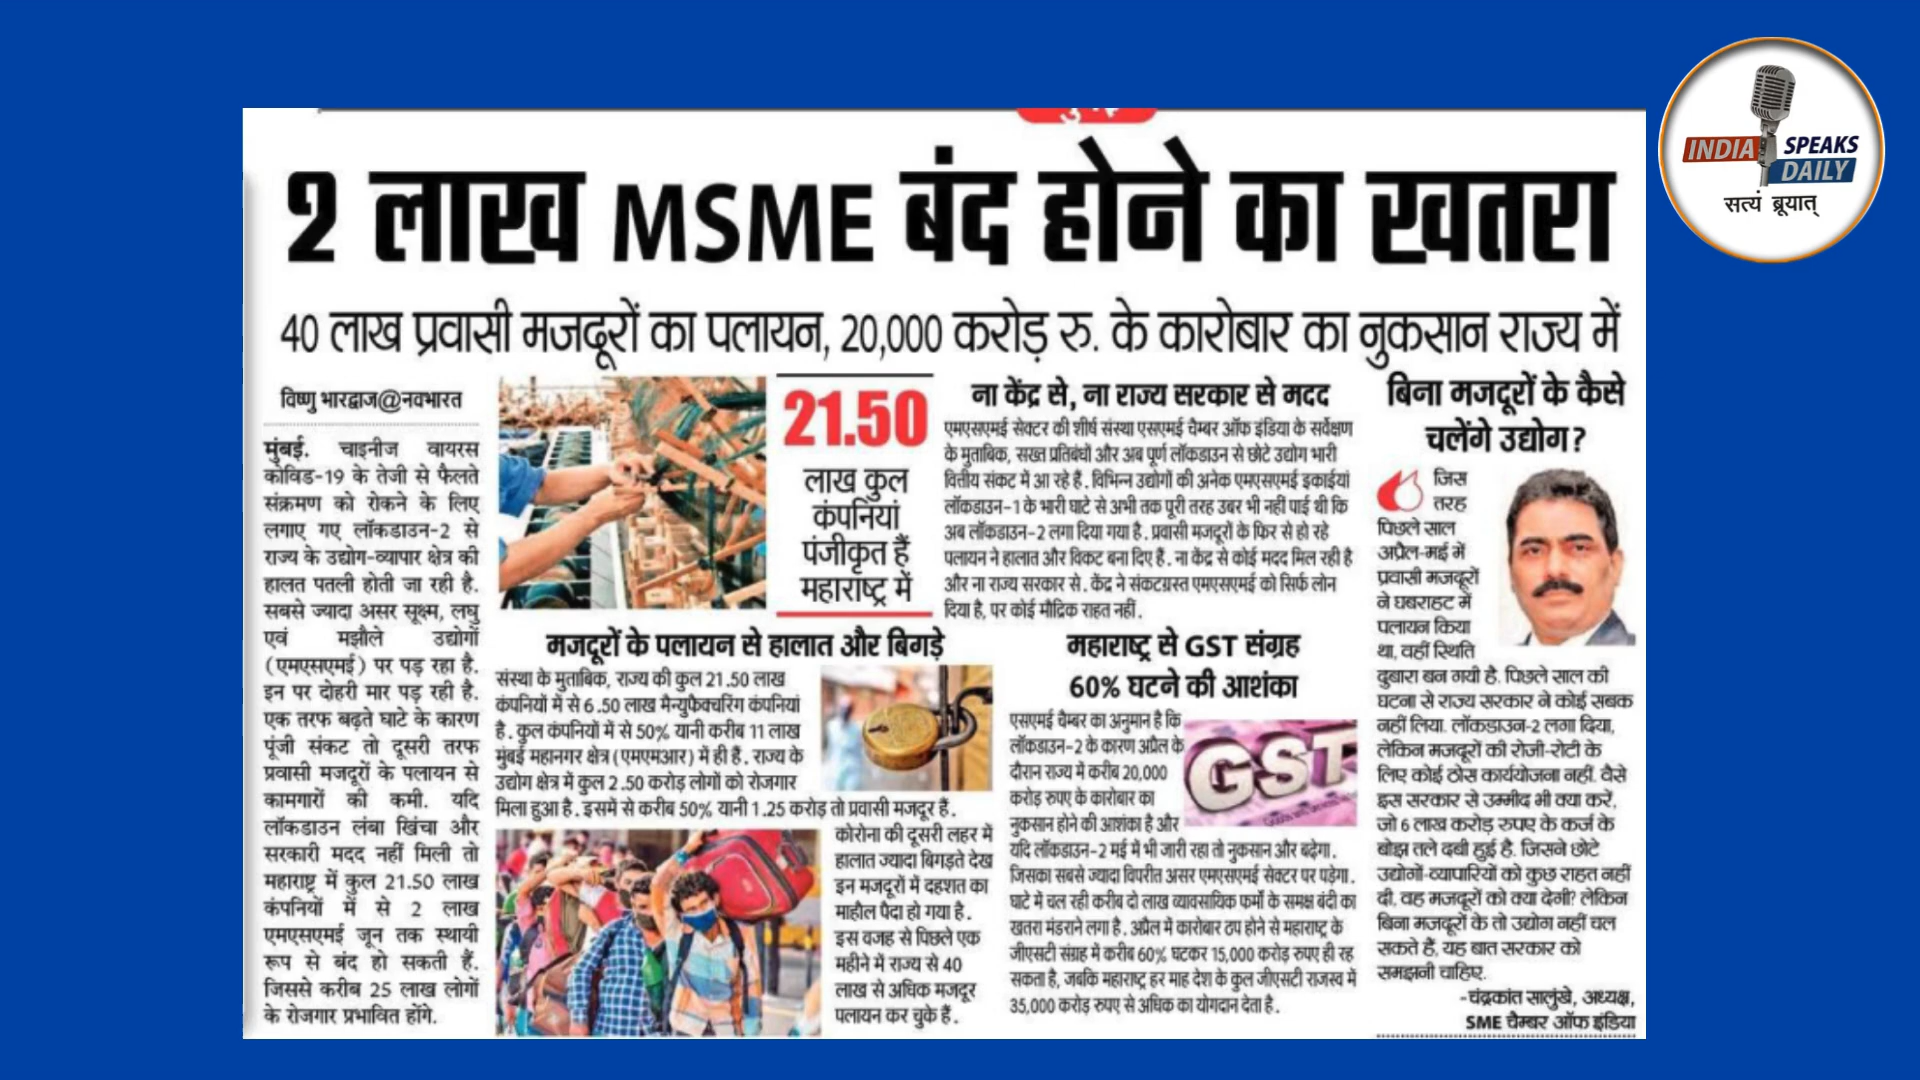 INDIA SPEAKS
DAILY
सत्यं ब्रूयात्
2 लाख MSME बंद होने का खतरा
40 लाख प्रवासी मजदूरों का पलायन, 20,000 करोड़ रु. के कारोबार का नुकसान राज्य में
विष्णु भारद्वाज@नवभारत
मुंबई. चाइनीज वायरस
कोविड-19 के तेजी से फैलते
संक्रमण को रोकने के लिए
लगाए गए लॉकडाउन-2 से
राज्य के उद्योग-व्यापार क्षेत्र की
हालत पतली होती जा रही है.
सबसे ज्यादा असर सूक्ष्म, लघु
एवं मझौले उद्योगों
(एमएसएमई) पर पड़ रहा है.
इन पर दोहरी मार पड़ रही है.
एक तरफ बढ़ते घाटे के कारण
पूंजी संकट तो दूसरी तरफ
प्रवासी मजदूरों के पलायन से
कामगारों की कमी. यदि
लॉकडाउन लंबा खिंचा और
सरकारी मदद नहीं मिली तो
महाराष्ट्र में कुल 21.50 लाख
कंपनियों में से 2 लाख
एमएसएमई जून तक स्थायी
रूप से बंद हो सकती हैं.
जिससे करीब 25 लाख लोगों
के रोजगार प्रभावित होंगे.
21.50
लाख कुल
कंपनियां
पंजीकृत हैं
महाराष्ट्र में
ना केंद्र से, ना राज्य सरकार से मदद
एमएसएमई सेक्टर की शीर्ष संस्था एसएमई चैम्बर ऑफ इंडिया के सर्वेक्षण
के मुताबिक, सख्त प्रतिबंधों और अब पूर्ण लॉकडाउन से छोटे उद्योग भारी
वित्तीय संकट में आ रहे हैं. विभिन्न उद्योगों की अनेक एमएसएमई इकाईयां
लॉकडाउन-1 के भारी घाटे से अभी तक पूरी तरह उबर भी नहीं पाई थी कि
अब लॉकडाउन-2 लगा दिया गया है. प्रवासी मजदूरों के फिर से हो रहे
पलायन ने हालात और विकट बना दिए हैं. ना केंद्र से कोई मदद मिल रही है
और ना राज्य सरकार से. केंद्र ने संकटग्रस्त एमएसएमई को सिर्फ लोन
दिया है, पर कोई मौद्रिक राहत नहीं.
मजदूरों के पलायन से हालात और बिगड़े
संस्था के मुताबिक, राज्य की कुल 21.50 लाख
कंपनियों में से 6.50 लाख मैन्युफैक्चरिंग कंपनियां
है. कुल कंपनियों में से 50% यानी करीब 11 लाख
मुंबई महानगर क्षेत्र (एमएमआर) में ही हैं. राज्य के
उद्योग क्षेत्र में कुल 2.50 करोड़ लोगों को रोजगार
मिला हुआ है. इसमें से करीब 50% यानी 1.25 करोड़ तो प्रवासी मजदूर हैं.
कोरोना की दूसरी लहर में
हालात ज्यादा बिगड़ते देख
इन मजदूरों में दहशत का
माहौल पैदा हो गया है.
इस वजह से पिछले एक
महीने में राज्य से 40
लाख से अधिक मजदूर
पलायन कर चुके हैं.
महाराष्ट्र से GST संग्रह
60% घटने की आशंका
एसएमई चैम्बर का अनुमान है कि
लॉकडाउन-2 के कारण अप्रैल के
दौरान राज्य में करीब 20,000
करोड़ रुपए के कारोबार का
नुकसान होने की आशंका है और
यदि लॉकडाउन-2 मई में भी जारी रहा तो नुकसान और बढ़ेगा.
जिसका सबसे ज्यादा विपरीत असर एमएसएमई सेक्टर पर पड़ेगा.
घाटे में चल रही करीब दो लाख व्यावसायिक फर्मों के समक्ष बंदी का
खतरा मंडराने लगा है. अप्रैल में कारोबार ठप होने से महाराष्ट्र के
जीएसटी संग्रह में करीब 60% घटकर 15,000 करोड़ रुपए ही रह
सकता है, जबकि महाराष्ट्र हर माह देश के कुल जीएसटी राजस्व में
35,000 करोड़ रुपए से अधिक का योगदान देता है.
GST
बिना मजदूरों के कैसे
चलेंगे उद्योग?
जिस
तरह
पिछले साल
अप्रैल-मई में
प्रवासी मजदूरों
ने घबराहट में
पलायन किया
था, वहीं स्थिति
दुबारा बन गयी है. पिछले साल की
घटना से राज्य सरकार ने कोई सबक
नहीं लिया. लॉकडाउन-2 लगा दिया,
लेकिन मजदूरों की रोजी-रोटी के
लिए कोई ठोस कार्ययोजना नहीं. वैसे
इस सरकार से उम्मीद भी क्या करें,
जो 6 लाख करोड़ रुपए के कर्ज के
बोझ तले दबी हुई है. जिसने छोटे
उद्योगों-व्यापारियों को कुछ राहत नहीं
दी, वह मजदूरों को क्या देगी? लेकिन
बिना मजदूरों के तो उद्योग नहीं चल
सकते हैं, यह बात सरकार को
समझनी चाहिए.
-चंद्रकांत सालुंखे, अध्यक्ष,
SME चैम्बर ऑफ इंडिया